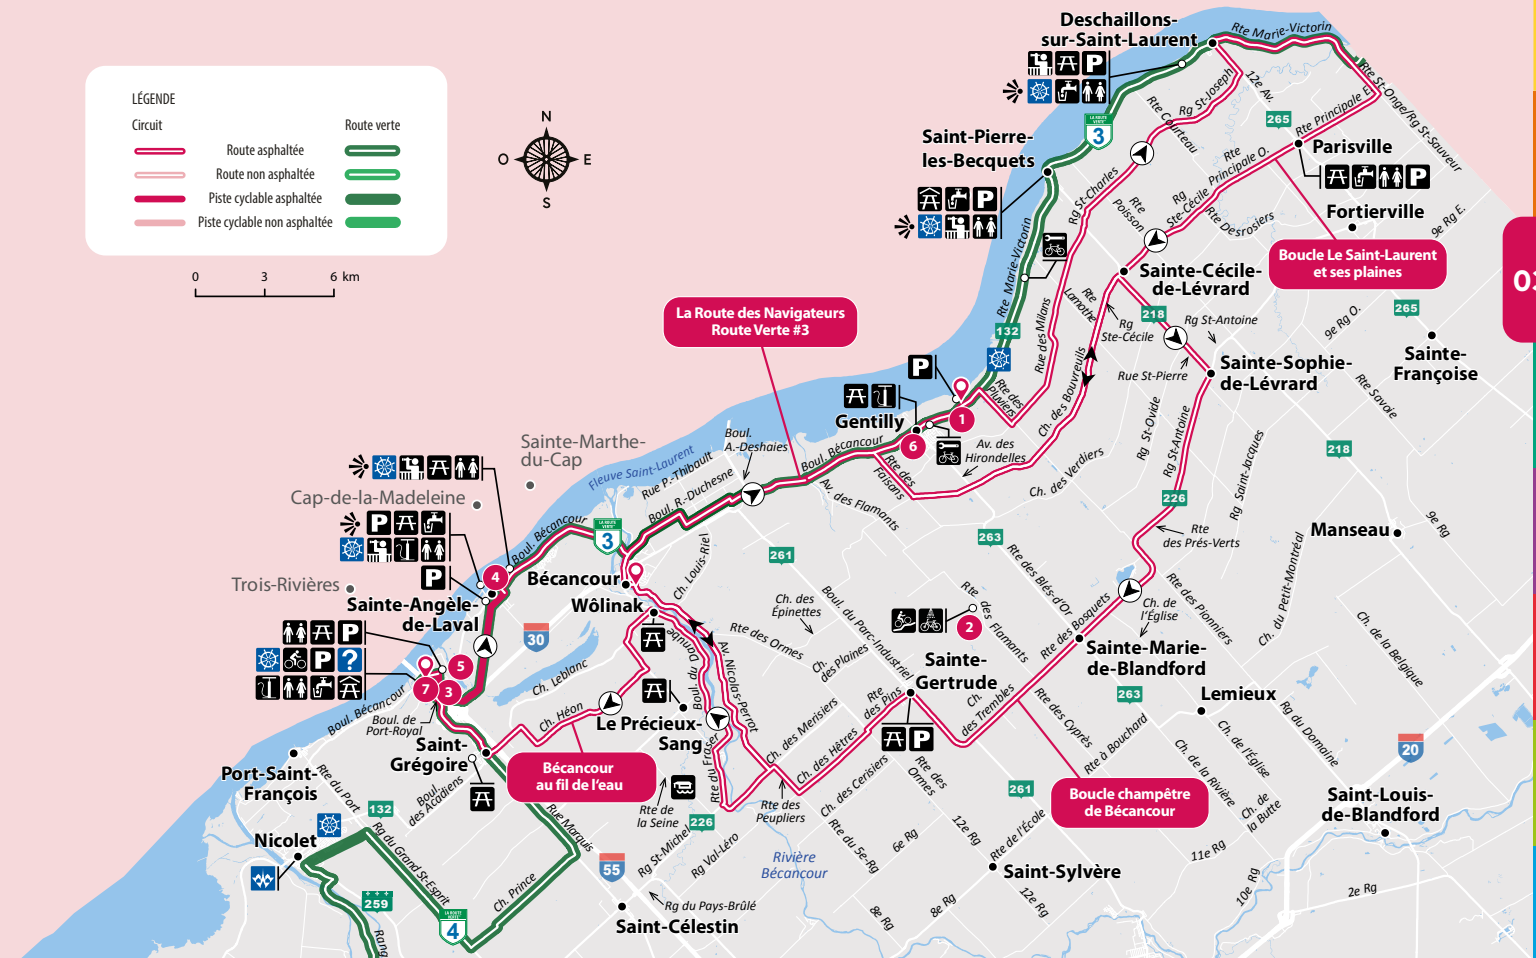 LÉGENDE
Circuit
Route verte
Route asphaltée
Route non asphaltée
Piste cyclable asphaltée
Piste cyclable non asphaltée
0 3 6 km
N
O
E
S
Deschaillons-
sur-Saint-Laurent
Rte Marie-Victorin
Rte St-Onge/Rg St-Sauveur
12e Av.
Rg St-Joseph
Rte Courteau
265
Rte Principale E.
Parisville
P
LA ROUTE
VERTE
3
Saint-Pierre-
les-Becquets
P
Rte
Principale O.
Rg
Ste-Cécile
Rg St-Charles
Rte
Poisson
Rte Desrosiers
P
Fortierville
9e Rg E.
Boucle Le Saint-Laurent
et ses plaines
03
Rte Marie-Victorin
Sainte-Cécile-
de-Lévrard
Rte
Lamothe
Rue des Milans
218
Rg
Ste-Cécile
Rg St-Antoine
265
9e Rg O.
Sainte-
Françoise
La Route des Navigateurs
Route Verte #3
132
Rue St-Pierre
Sainte-Sophie-
de-Lévrard
Rte Savoie
P
Rte des
Pluviers
Ch. des Bouvreuils
Gentilly
1
6
Av. des
Hirondelles
Rg St-Ovide
Rg St-Antoine
Rg Saint-Jacques
218
Ch. des Verdiers
Sainte-Marthe-
du-Cap
Boul.
A.-Deshaies
Boul. Bécancour
Rte des
Faisans
Fleuve Saint-Laurent
Rue P.-Thibault
Boul. R.-Duchesne
Av. des Flamants
Cap-de-la-Madeleine
P
226
Rte
des Prés-Verts
Manseau
9e Rg
Boul. Bécancour
LA ROUTE
VERTE
3
263
261
Ch. Louis-Riel
Rte des Blés-d'Or
Trois-Rivières
P
4
Sainte-Angèle-
de-Laval
Bécancour
Wôlinak
Ch. des
Épinettes
Boul. du Parc-Industriel
Rte
des Flamants
2
Rte des Bosquets
Ch. de
l'Église
Rte des Pionniers
Ch. du Petit-Montréal
Ch. de la Belgique
P
P
?
30
5
7
3
Boul. Bécancour
Boul. de
Port-Royal
Ch. Leblanc
Ch. Héon
Boul. du Danube
Av. Nicolas-Perrot
Rte des Ormes
Ch.
des Plaines
Sainte-
Gertrude
Rte
des Pins
Sainte-Marie-
de-Blandford
263
Lemieux
Le Précieux-
Sang
Saint-
Grégoire
Rte du Fraser
Ch. des Merisiers
Ch. des Hêtres
P
Ch.
des Trembles
Rte des Cyprès
Rte à Bouchard
Rg du Domaine
20
Port-Saint-
François
Rte du Port
Boul.
des Acadiens
Bécancour
au fil de l'eau
Rte de
la Seine
Rte des
Peupliers
Ch. des Cerisiers
Rte des
Ormes
261
Boucle champêtre
de Bécancour
Ch. de l'Église
Ch. de la Rivière
Ch. de
la Butte
Saint-Louis-
de-Blandford
132
Nicolet
Rg du Grand St-Esprit
Rue Marquis
226
Rg St-Michel
Rg Val-Léro
Rivière
Bécancour
Rte du 5e-Rg
6e Rg
12e Rg
Rte de l'École
11e Rg
55
Saint-Sylvère
259
Ch. Prince
LA ROUTE
VERTE
4
Rg du Pays-Brûlé
Saint-Célestin
8e Rg
8e Rg
12e Rg
10e Rg
2e Rg
Rang